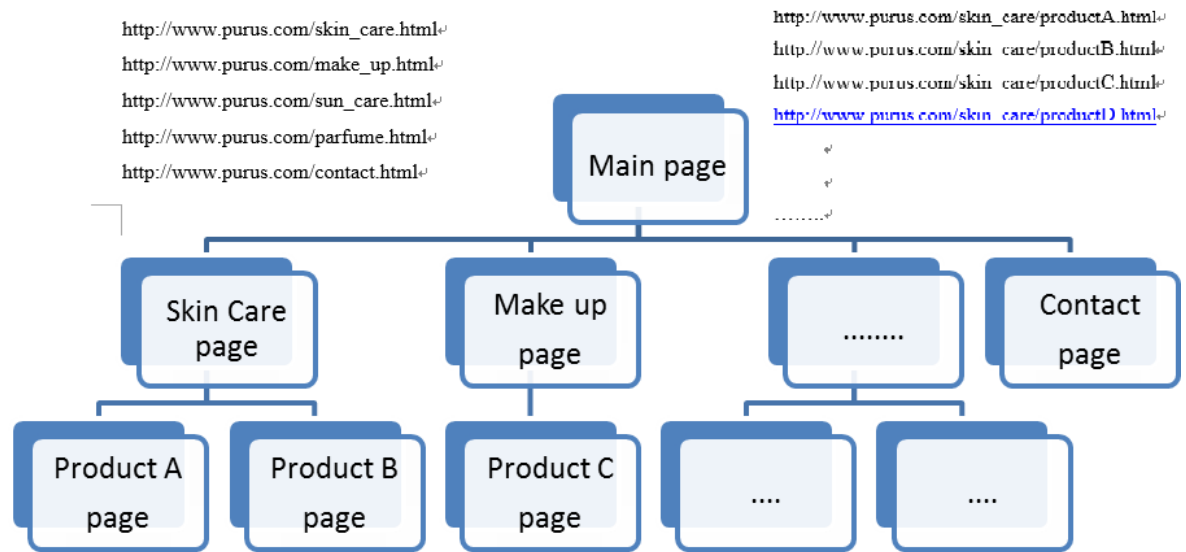 http://www.purus.com/skin_care.html
http://www.purus.com/make_up.html
http://www.purus.com/sun_care.html
http://www.purus.com/parfume.html
http://www.purus.com/contact.html
http://www.purus.com/skin_care/productA.html
http://www.purus.com/skin_care/productB.html
http://www.purus.com/skin_care/productC.html
http://www.purus.com/skin_care/productD.html
........
Main page
Skin Care
page
Make up
page
........
Contact
page
Product A
page
Product B
page
Product C
page
....
....